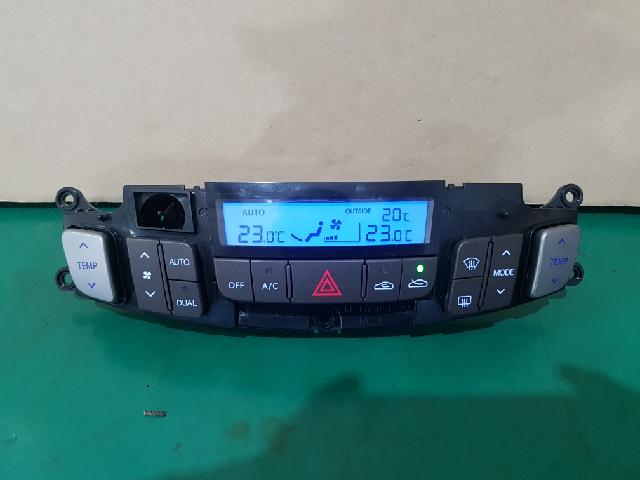 AUTO OUTSIDE 20℃
23.0℃ 23.0℃
TEMP AUTO OFF A/C MODE TEMP
DUAL